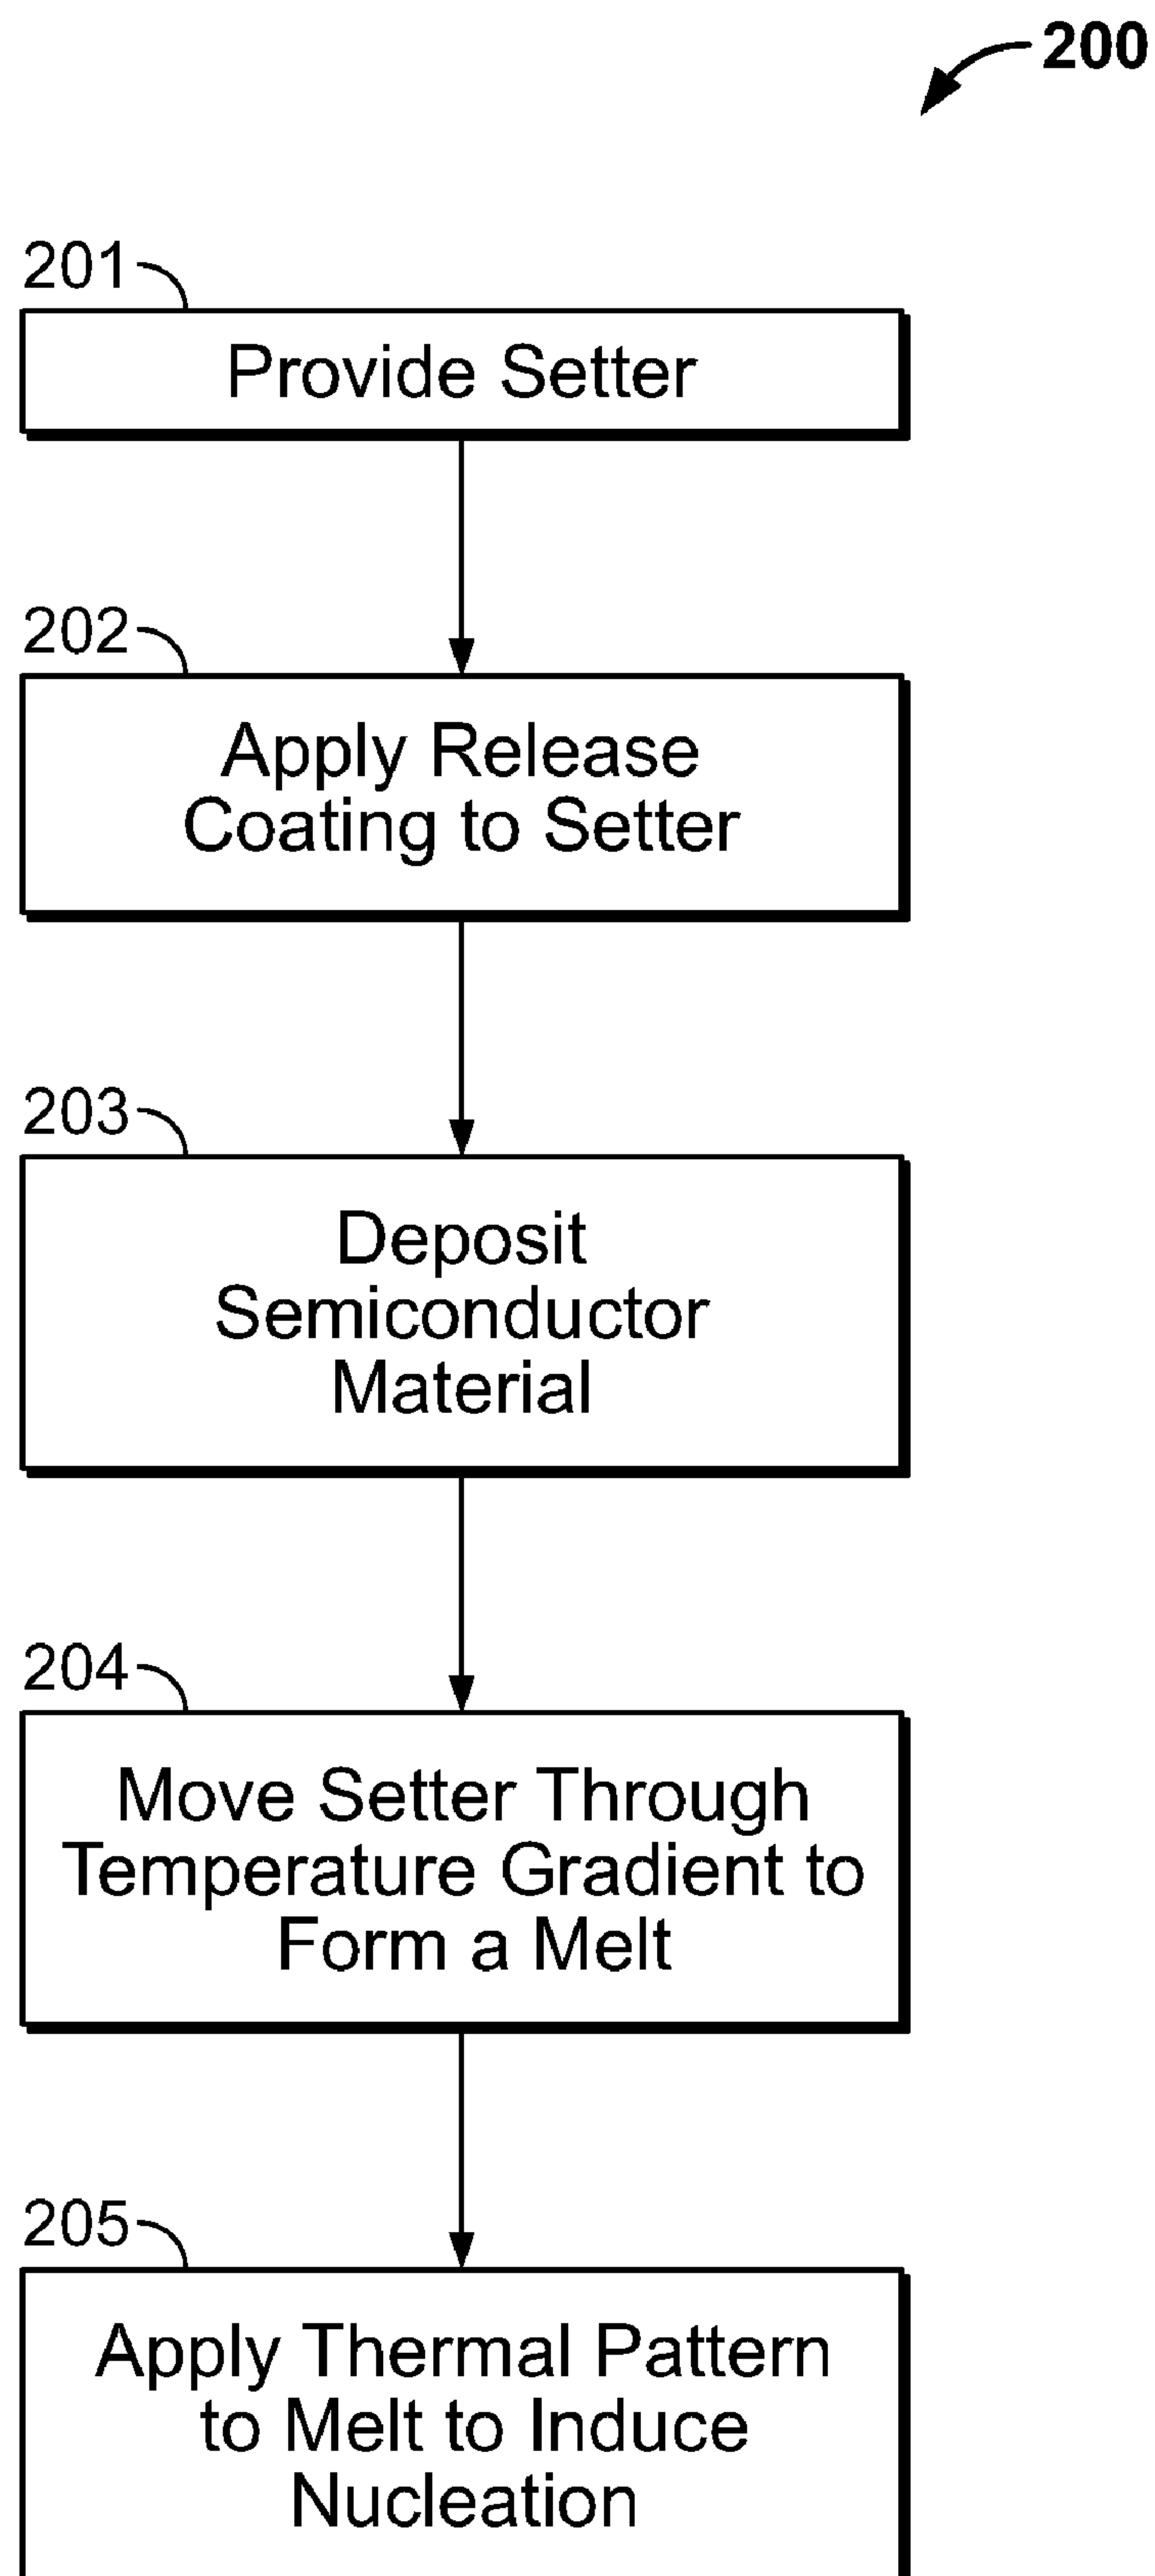 200
201
Provide Setter
202
Apply Release
Coating to Setter
203
Deposit
Semiconductor
Material
204
Move Setter Through
Temperature Gradient to
Form a Melt
205
Apply Thermal Pattern
to Melt to Induce
Nucleation